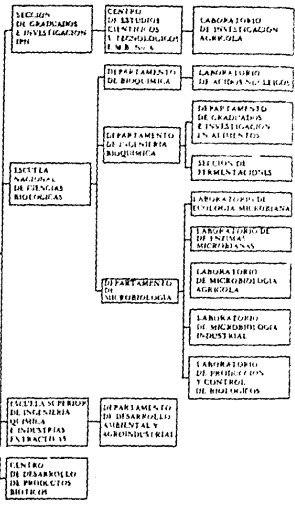 SECCION
DE GRADUADOS
E INVESTIGACION
IPN
CENTRO
DE ESTUDIOS
CIENTIFICOS
Y TECNOLOGICOS
LABORATORIO
DE INVESTIGACION
AGRICOLA
DEPARTAMENTO
DE BIOQUIMICA
LABORATORIO
DE ACIDOS NUCLEICOS
DEPARTAMENTO
DE INGENIERIA
BIOQUIMICA
DEPARTAMENTO
DE GRADUADOS
E INVESTIGACION
EN ALIMENTOS
SECCION DE
FERMENTACIONES
ESCUELA
NACIONAL
DE CIENCIAS
BIOLOGICAS
LABORATORIO DE
ECOLOGIA MICROBIANA
LABORATORIO DE
DE ENZIMAS
MICROBIANAS
DEPARTAMENTO
DE
MICROBIOLOGIA
LABORATORIO
DE MICROBIOLOGIA
AGRICOLA
LABORATORIO
DE MICROBIOLOGIA
INDUSTRIAL
LABORATORIO
DE PRODUCCION
Y CONTROL
DE BIOLOGICOS
ESCUELA SUPERIOR
DE INGENIERIA
QUIMICA
E INDUSTRIAS
EXTRACTIVAS
DEPARTAMENTO
DE DESARROLLO
AMBIENTAL Y
AGROINDUSTRIAL
CENTRO
DE DESARROLLO
DE PRODUCTOS
BIOTICOS